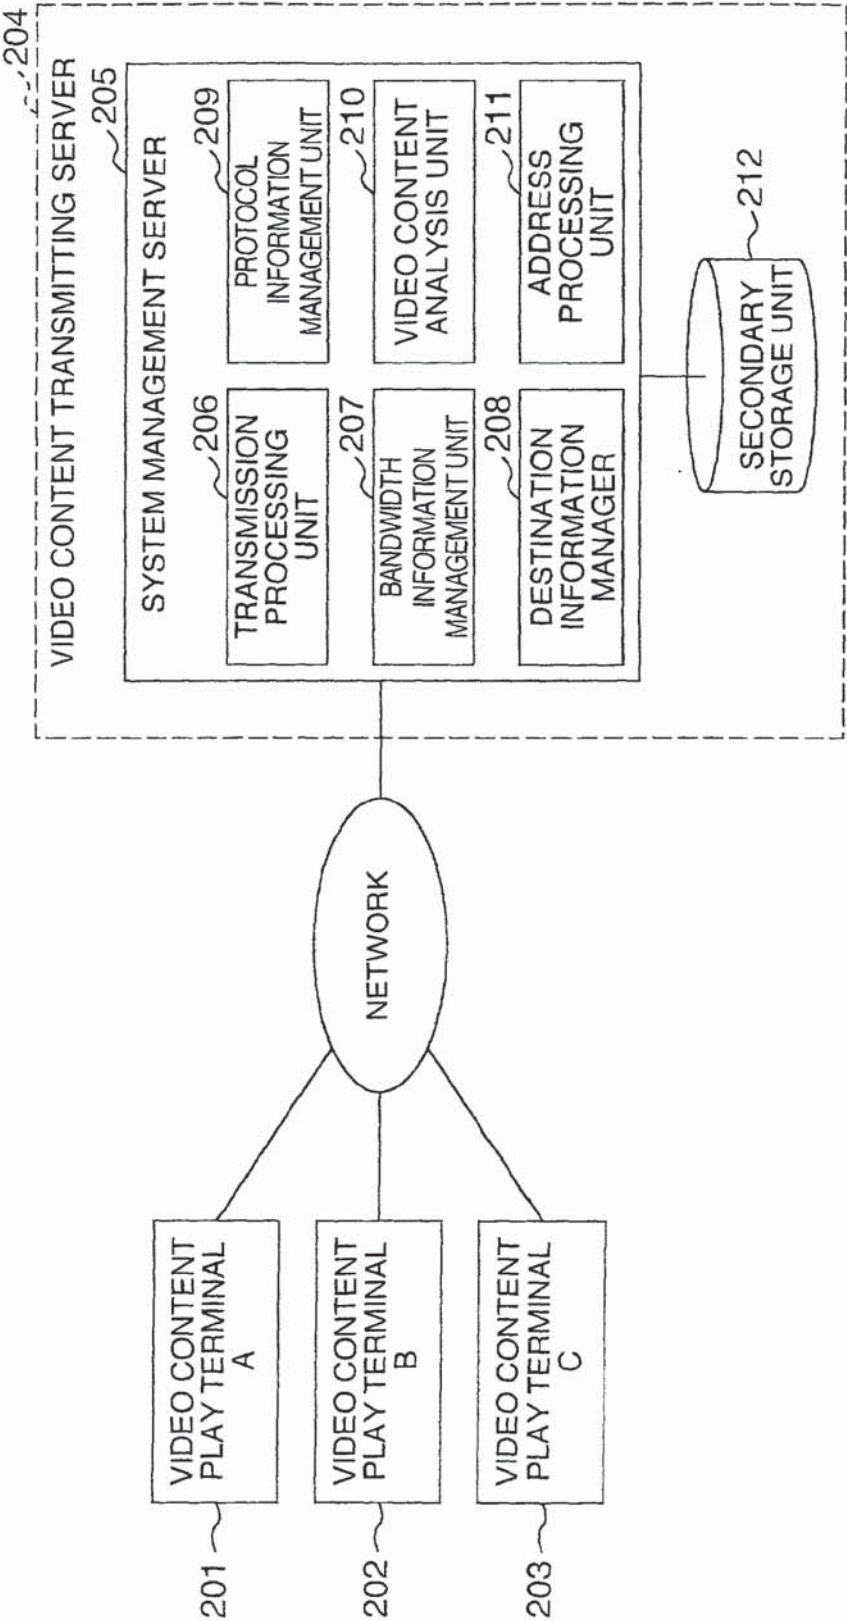 204
VIDEO CONTENT TRANSMITTING SERVER
205
SYSTEM MANAGEMENT SERVER
206
TRANSMISSION
PROCESSING
UNIT
209
PROTOCOL
INFORMATION
MANAGEMENT UNIT
207
BANDWIDTH
INFORMATION
MANAGEMENT UNIT
210
VIDEO CONTENT
ANALYSIS UNIT
208
DESTINATION
INFORMATION
MANAGER
211
ADDRESS
PROCESSING
UNIT
SECONDARY
STORAGE UNIT
212
NETWORK
201
VIDEO CONTENT
PLAY TERMINAL
A
202
VIDEO CONTENT
PLAY TERMINAL
B
203
VIDEO CONTENT
PLAY TERMINAL
C